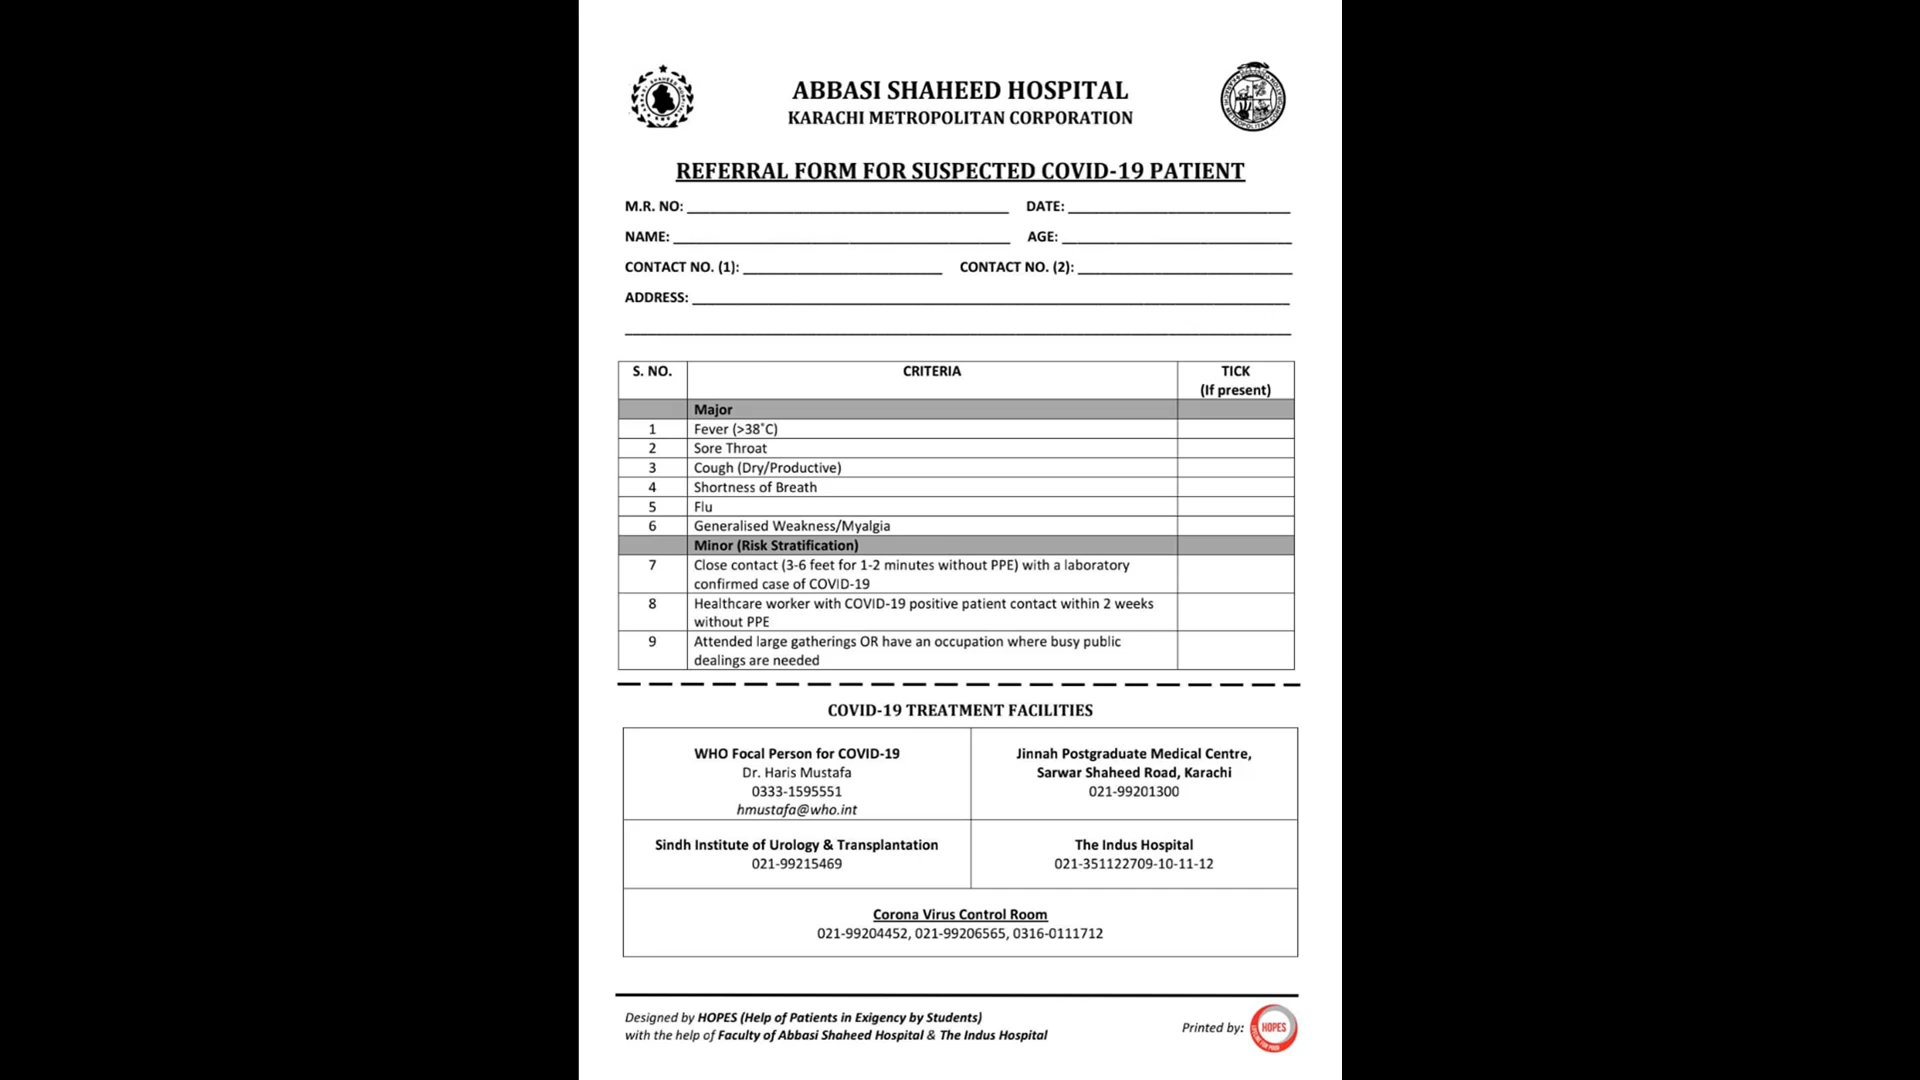 ABBASI SHAHEED HOSPITAL
KARACHI METROPOLITAN CORPORATION
REFERRAL FORM FOR SUSPECTED COVID-19 PATIENT
M.R. NO: DATE:
NAME: AGE:
CONTACT NO. (1): CONTACT NO. (2):
ADDRESS:
S. NO. CRITERIA TICK
(If present)
Major
1 Fever (>38˚C)
2 Sore Throat
3 Cough (Dry/Productive)
4 Shortness of Breath
5 Flu
6 Generalised Weakness/Myalgia
Minor (Risk Stratification)
7 Close contact (3-6 feet for 1-2 minutes without PPE) with a laboratory
confirmed case of COVID-19
8 Healthcare worker with COVID-19 positive patient contact within 2 weeks
without PPE
9 Attended large gatherings OR have an occupation where busy public
dealings are needed
COVID-19 TREATMENT FACILITIES
WHO Focal Person for COVID-19
Dr. Haris Mustafa
0333-1595551
hmustafa@who.int
Jinnah Postgraduate Medical Centre,
Sarwar Shaheed Road, Karachi
021-99201300
Sindh Institute of Urology & Transplantation
021-99215469
The Indus Hospital
021-351122709-10-11-12
Corona Virus Control Room
021-99204452, 021-99206565, 0316-0111712
Designed by HOPES (Help of Patients in Exigency by Students)
with the help of Faculty of Abbasi Shaheed Hospital & The Indus Hospital
Printed by:
HOPES